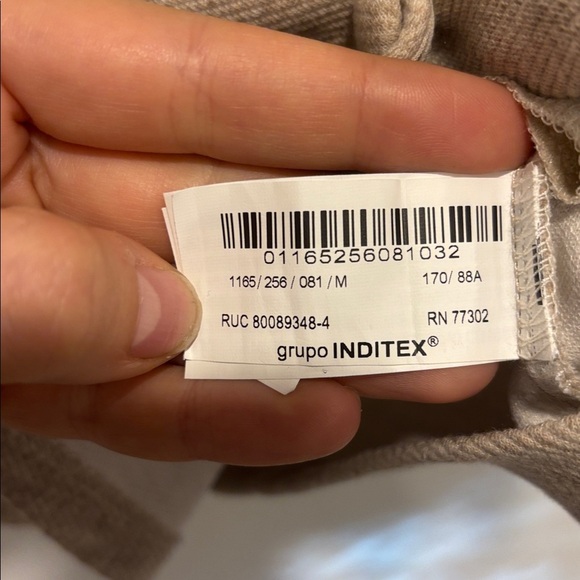 01165256081032
1165/256/081/M 170/88A
RUC 80089348-4 RN 77302
grupo INDITEX®